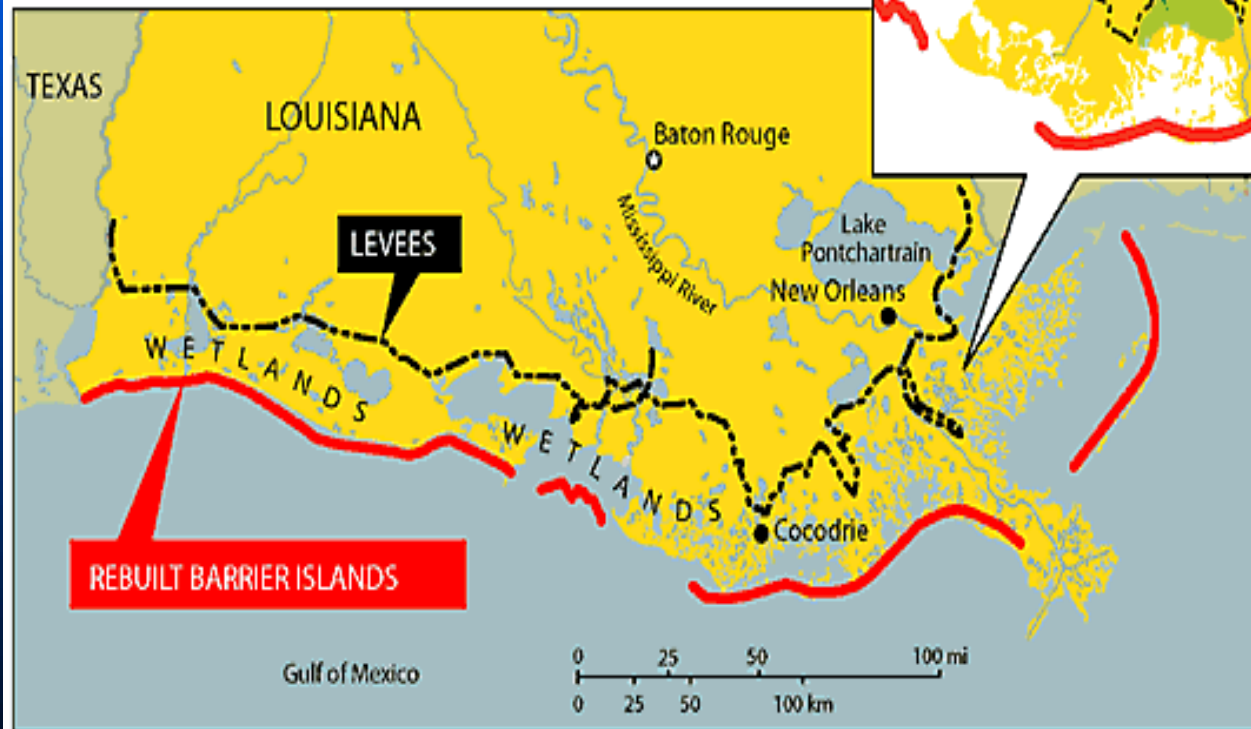 TEXAS
LOUISIANA
Baton Rouge
Mississippi River
LEVEES
Lake
Pontchartrain
New Orleans
WETLANDS
WETLANDS
Cocodrie
REBUILT BARRIER ISLANDS
Gulf of Mexico
0 25 50 100 mi
0 25 50 100 km